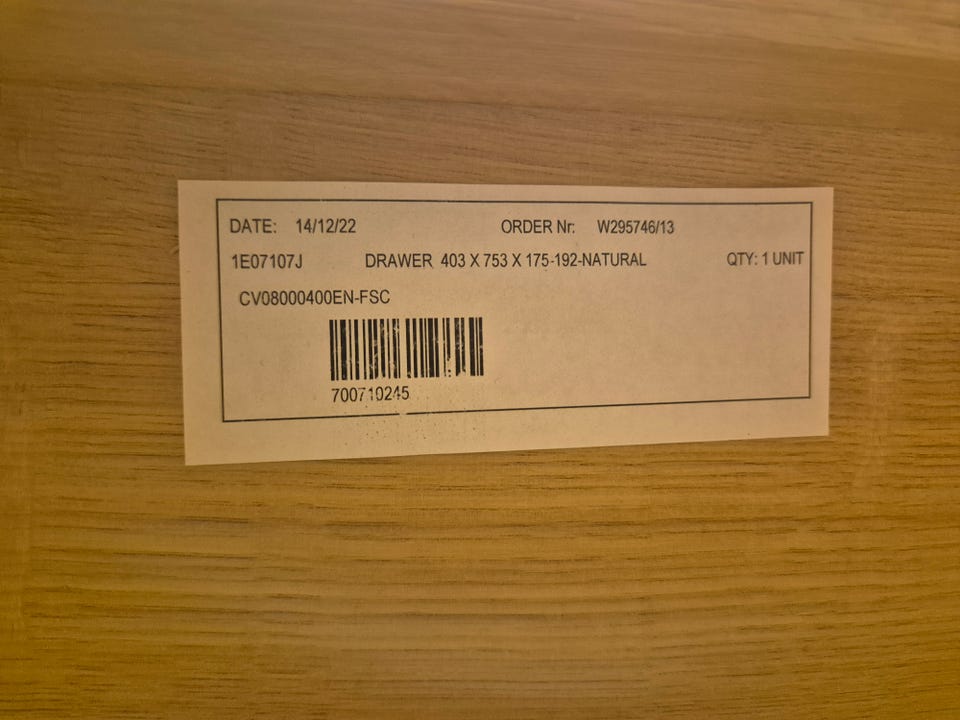 DATE: 14/12/22 ORDER Nr: W295746/13
1E07107J DRAWER 403 X 753 X 175-192-NATURAL QTY: 1 UNIT
CV08000400EN-FSC
700710245